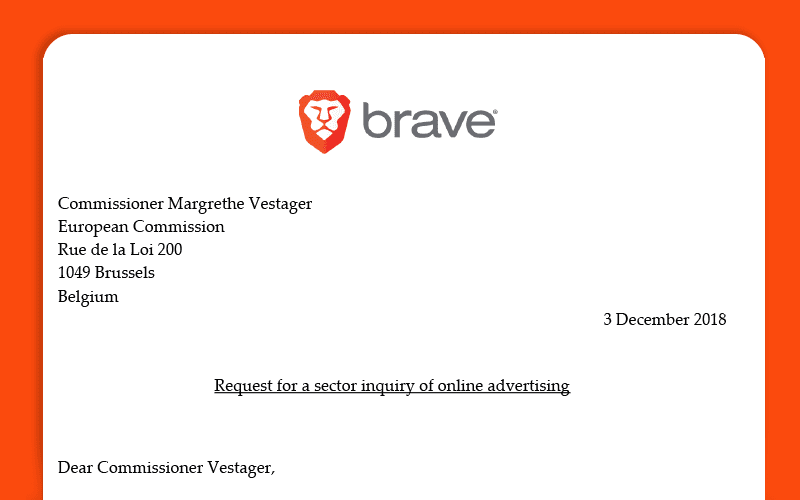 brave®
Commissioner Margrethe Vestager
European Commission
Rue de la Loi 200
1049 Brussels
Belgium
3 December 2018
Request for a sector inquiry of online advertising
Dear Commissioner Vestager,